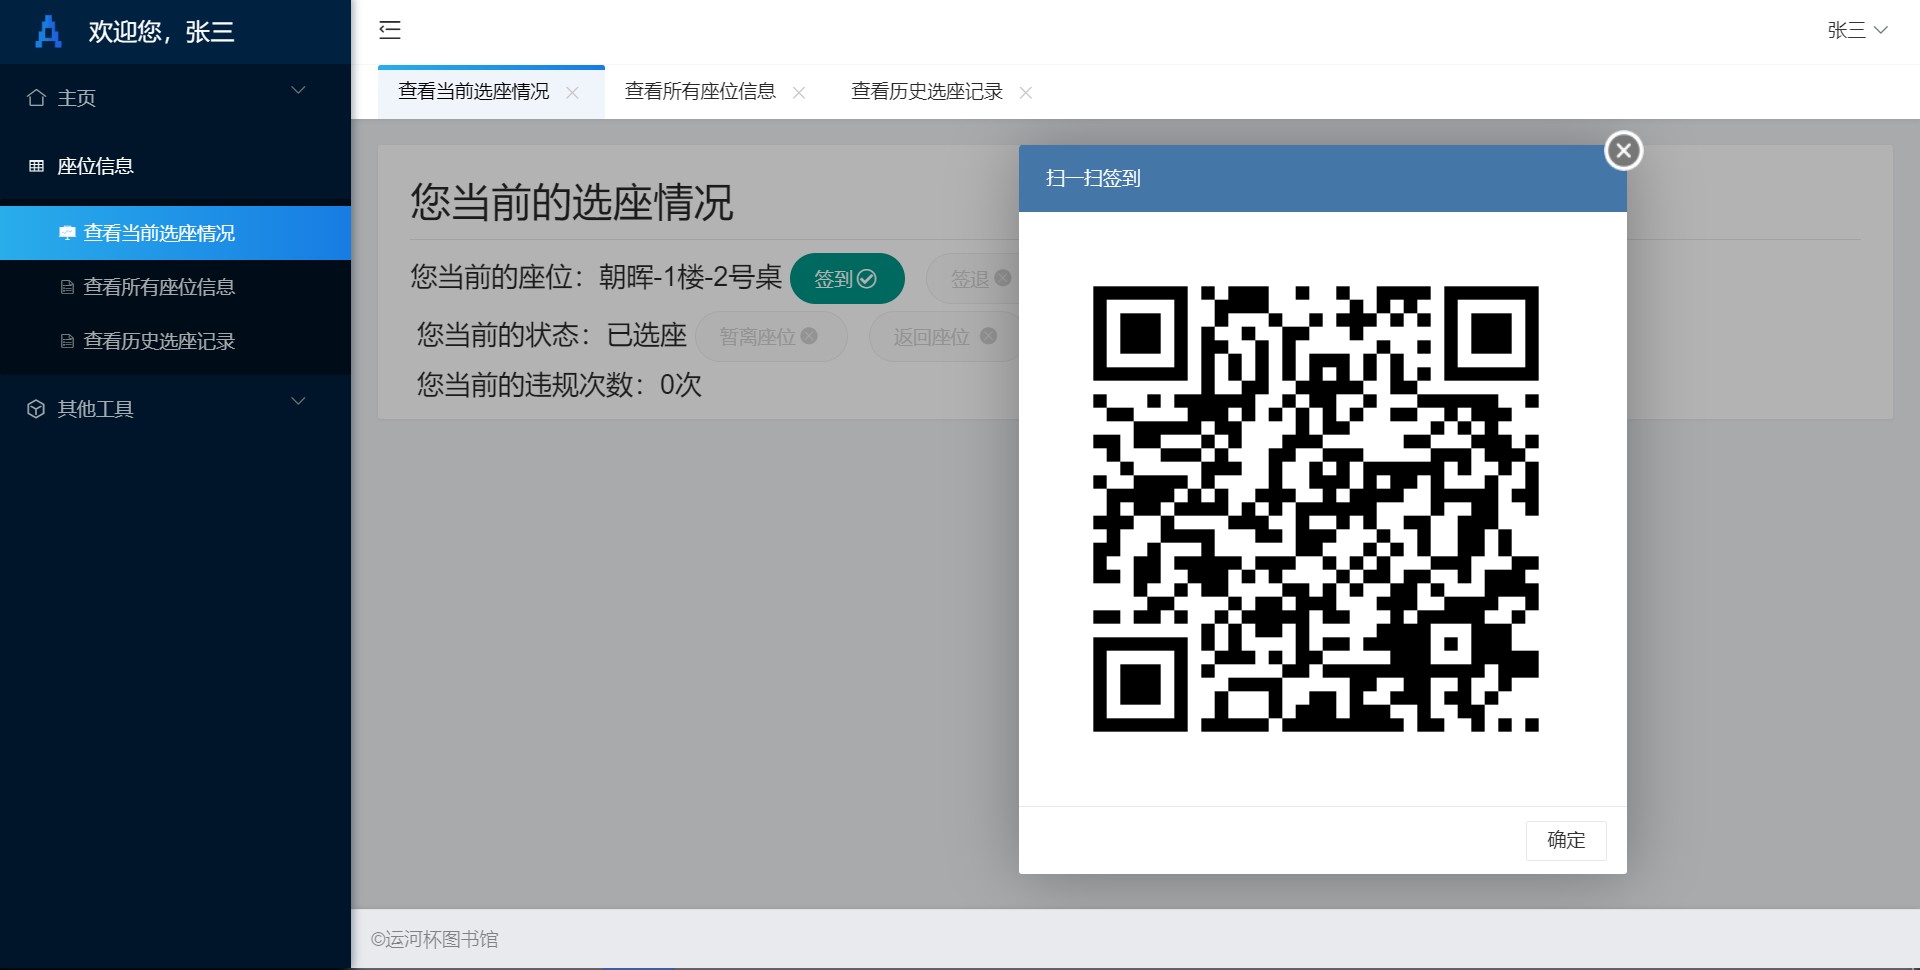 欢迎您，张三
张三
主页
座位信息
查看当前选座情况
查看所有座位信息
查看历史选座记录
其他工具
查看当前选座情况
查看所有座位信息
查看历史选座记录
您当前的选座情况
您当前的座位：朝晖-1楼-2号桌 签到 签退
您当前的状态：已选座 暂离座位 返回座位
您当前的违规次数：0次
扫一扫签到
确定
©运河杯图书馆